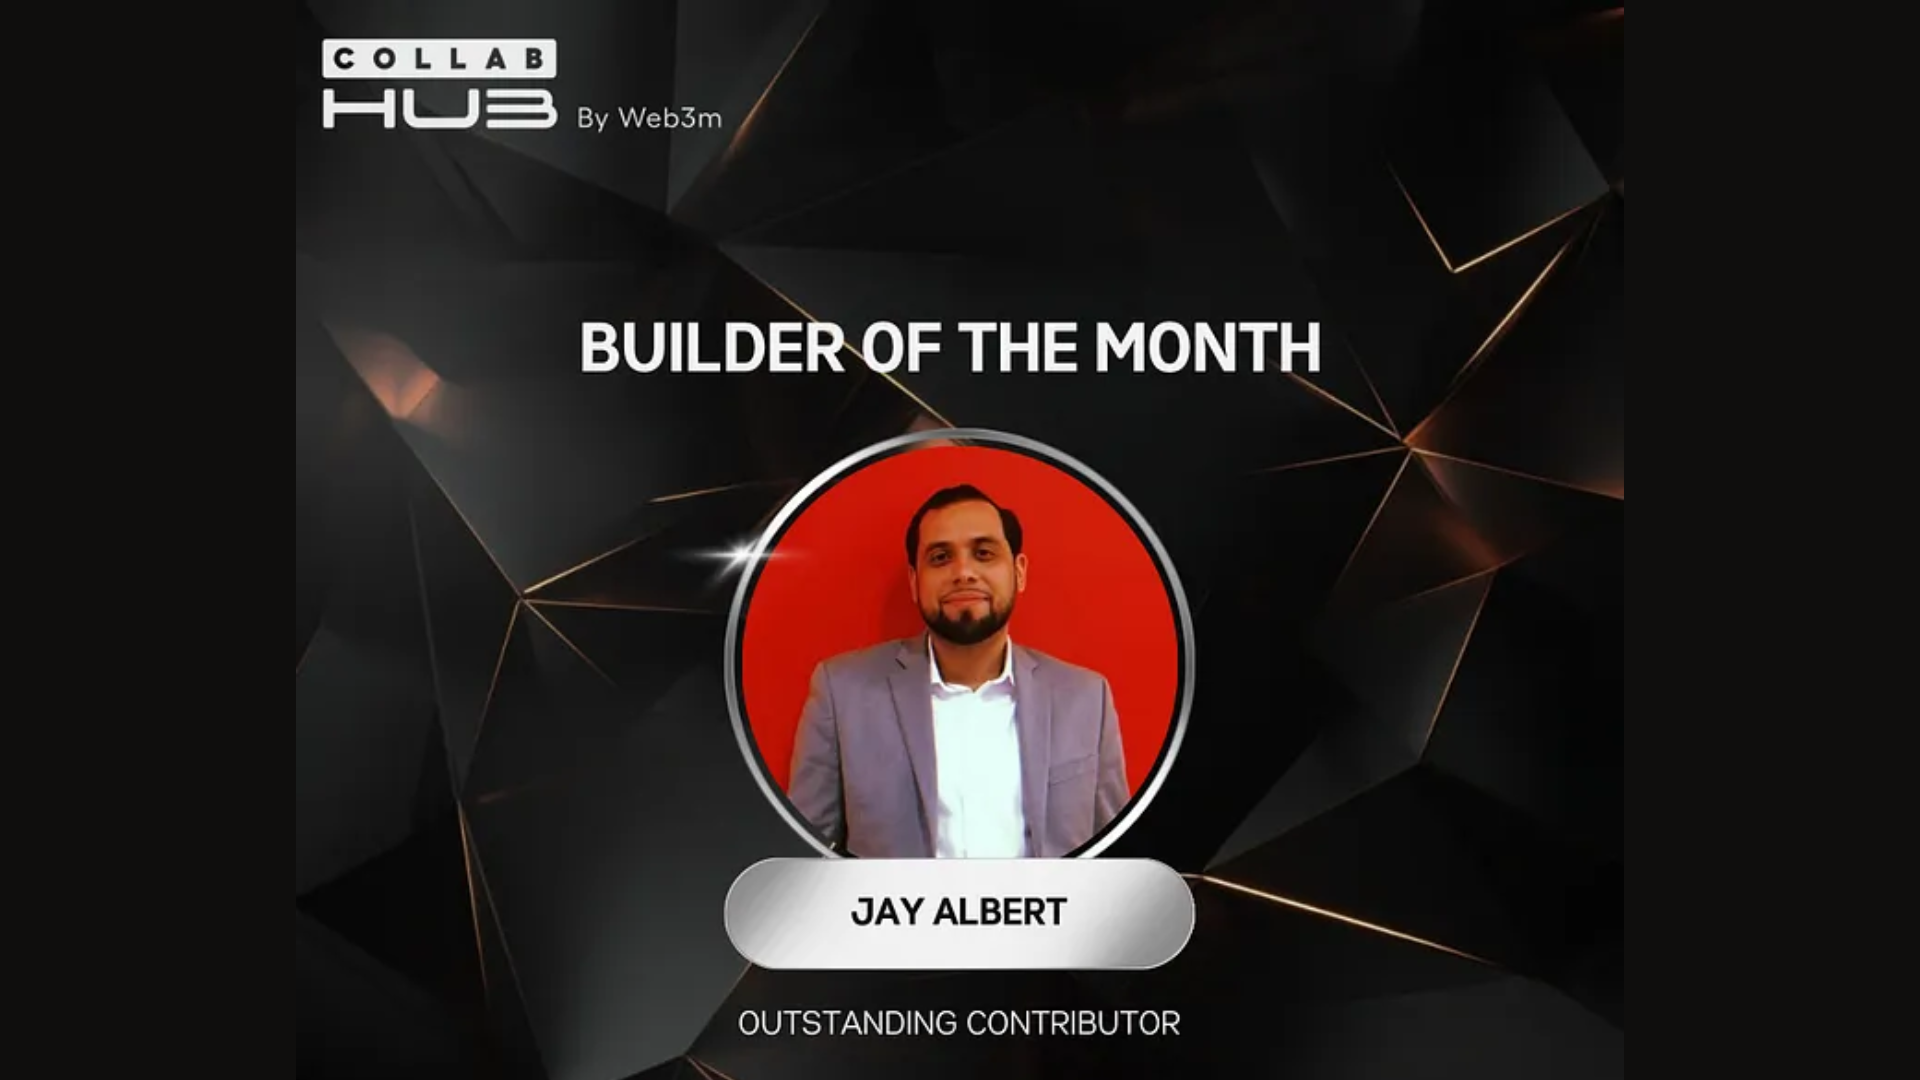 COLLAB
HUB By Web3m
BUILDER OF THE MONTH
JAY ALBERT
OUTSTANDING CONTRIBUTOR